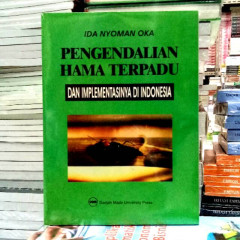 IDA NYOMAN OKA
PENGENDALIAN
HAMA TERPADU
DAN IMPLEMENTASINYA DI INDONESIA
Gadjah Mada University Press